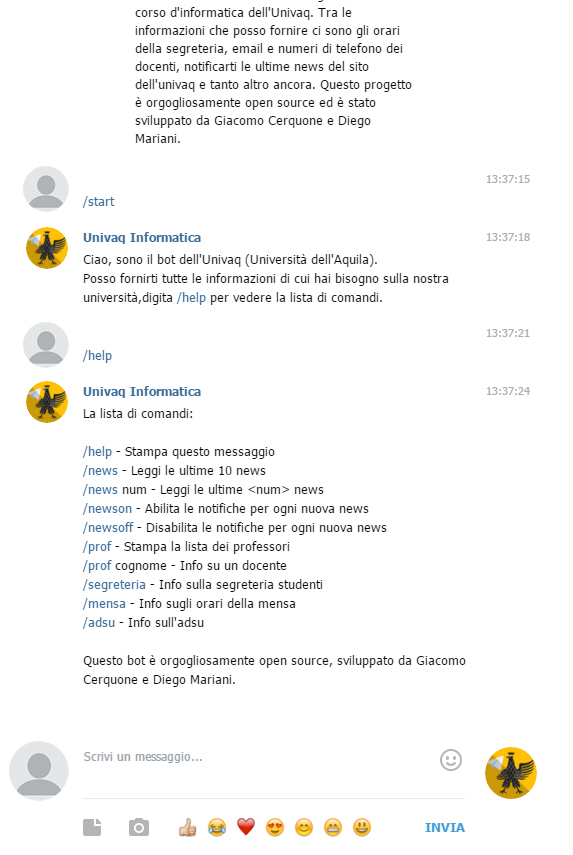 corso d'informatica dell'Univaq. Tra le
informazioni che posso fornire ci sono gli orari
della segreteria, email e numeri di telefono dei
docenti, notificarti le ultime news del sito
dell'univaq e tanto altro ancora. Questo progetto
è orgogliosamente open source ed è stato
sviluppato da Giacomo Cerquone e Diego
Mariani.
13:37:15
/start
Univaq Informatica 13:37:18
Ciao, sono il bot dell'Univaq (Università dell'Aquila).
Posso fornirti tutte le informazioni di cui hai bisogno sulla nostra
università,digita /help per vedere la lista di comandi.
13:37:21
/help
Univaq Informatica 13:37:24
La lista di comandi:
/help - Stampa questo messaggio
/news - Leggi le ultime 10 news
/news num - Leggi le ultime <num> news
/newson - Abilita le notifiche per ogni nuova news
/newsoff - Disabilita le notifiche per ogni nuova news
/prof - Stampa la lista dei professori
/prof cognome - Info su un docente
/segreteria - Info sulla segreteria studenti
/mensa - Info sugli orari della mensa
/adsu - Info sull'adsu
Questo bot è orgogliosamente open source, sviluppato da Giacomo
Cerquone e Diego Mariani.
Scrivi un messaggio...
INVIA